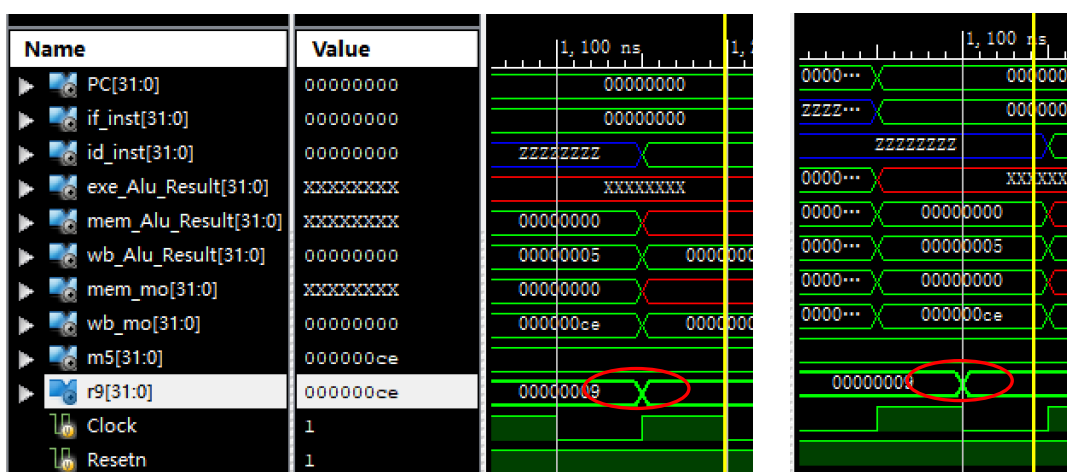 Name Value 1,100 ns 1, 1,100 ns
PC[31:0] 00000000 00000000 0000… 000000
if_inst[31:0] 00000000 00000000 ZZZZ… 000000
id_inst[31:0] 00000000 ZZZZZZZZ ZZZZZZZZ
exe_Alu_Result[31:0] XXXXXXXX XXXXXXXX 0000… XXXXXX
mem_Alu_Result[31:0] XXXXXXXX 00000000 0000… 00000000
wb_Alu_Result[31:0] 00000000 00000005 0000000 0000… 00000005
mem_mo[31:0] XXXXXXXX 00000000 0000… 00000000
wb_mo[31:0] 00000000 000000ce 0000000 0000… 000000ce
m5[31:0] 000000ce
r9[31:0] 000000ce 00000009 00000009
Clock 1
Resetn 1